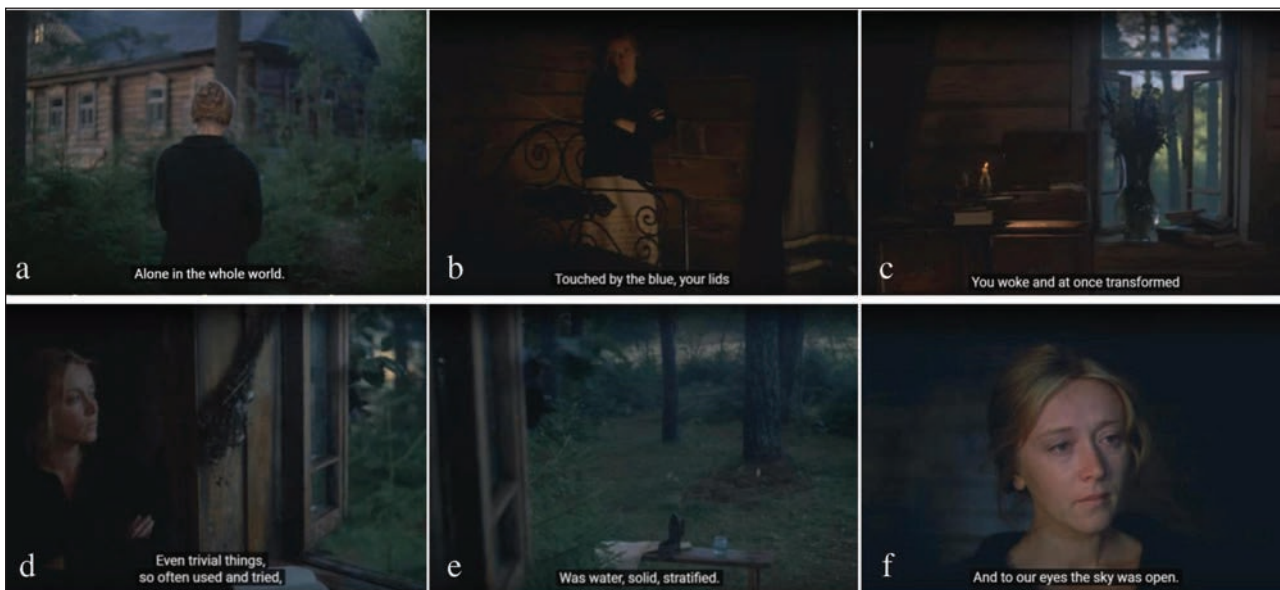 a
Alone in the whole world.
b
Touched by the blue, your lids
c
You woke and at once transformed
d
Even trivial things,
so often used and tried,
e
Was water, solid, stratified.
f
And to our eyes the sky was open.